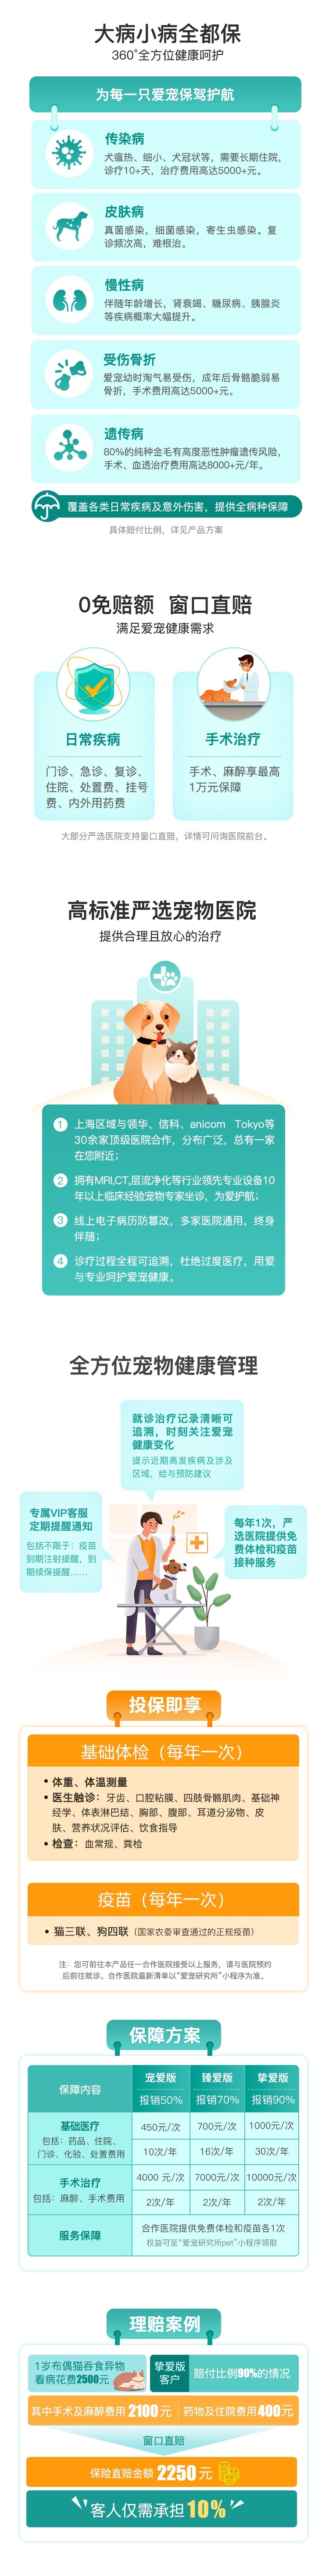 大病小病全都保
360°全方位健康呵护
为每一只爱宠保驾护航
传染病
犬瘟热、细小、犬冠状等，需要长期住院，
诊疗10+天，治疗费用高达5000+元。
皮肤病
真菌感染，细菌感染，寄生虫感染。复
诊频次高，难根治。
慢性病
伴随年龄增长，肾衰竭、糖尿病、胰腺炎
等疾病概率大幅提升。
受伤骨折
爱宠幼时淘气易受伤，成年后骨骼脆弱易
骨折，手术费用高达5000+元。
遗传病
80%的纯种金毛有高度恶性肿瘤遗传风险，
手术、血透治疗费用高达8000+元/年。
覆盖各类日常疾病及意外伤害，提供全病种保障
具体赔付比例，详见产品方案
0免赔额 窗口直赔
满足爱宠健康需求
日常疾病
门诊、急诊、复诊、
住院、处置费、挂号
费、内外用药费
手术治疗
手术、麻醉享最高
1万元保障
大部分严选医院支持窗口直赔，详情可问询医院前台。
高标准严选宠物医院
提供合理且放心的治疗
1 上海区域与领华、信科、anicom Tokyo等
30余家顶级医院合作，分布广泛，总有一家
在您附近；
2 拥有MRI,CT,层流净化等行业领先专业设备10
年以上临床经验宠物专家坐诊，为爱护航；
3 线上电子病历防篡改，多家医院通用，终身
伴随；
4 诊疗过程全程可追溯，杜绝过度医疗，用爱
与专业呵护爱宠健康。
全方位宠物健康管理
就诊治疗记录清晰可
追溯，时刻关注爱宠
健康变化
提示近期高发疾病及涉及
区域，给与预防建议
专属VIP客服
定期提醒通知
包括不限于：疫苗
到期注射提醒，到
期续保提醒……
每年1次，严
选医院提供免
费体检和疫苗
接种服务
投保即享
基础体检（每年一次）
• 体重、体温测量
• 医生触诊：牙齿、口腔粘膜、四肢骨骼肌肉、基础神
经学、体表淋巴结、胸部、腹部、耳道分泌物、皮
肤、营养状况评估、饮食指导
• 检查：血常规、粪检
疫苗（每年一次）
• 猫三联、狗四联（国家农委审查通过的正规疫苗）
注：您可前往本产品任一合作医院接受以上服务，请与医院预约
后前往就诊。合作医院最新清单以“爱宠研究所”小程序为准。
保障方案
保障内容
宠爱版 臻爱版 挚爱版
报销50% 报销70% 报销90%
基础医疗
包括：药品、住院、
门诊、化验、处置费用
450元/次 700元/次 1000元/次
10次/年 16次/年 30次/年
手术治疗
包括：麻醉、手术费用
4000 元/次 7000元/次 10000元/次
2次/年 2次/年 2次/年
服务保障
合作医院提供免费体检和疫苗各1次
权益可至“爱宠研究所pet”小程序领取
理赔案例
1岁布偶猫吞食异物
看病花费2500元
挚爱版
客户
赔付比例90%的情况
其中手术及麻醉费用2100元 药物及住院费用400元
窗口直赔
保险直赔金额 2250元
客人仅需承担10%